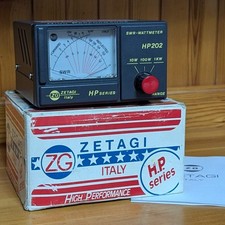 SWR-WATTMETER
HP202
10W 100W 1KW
RANGE
SWR
ZG ZETAGI
ITALY
HP SERIES
ZG
ZETAGI
ITALY
H.P.
series
HIGH PERFORMANCE
ZETAGI